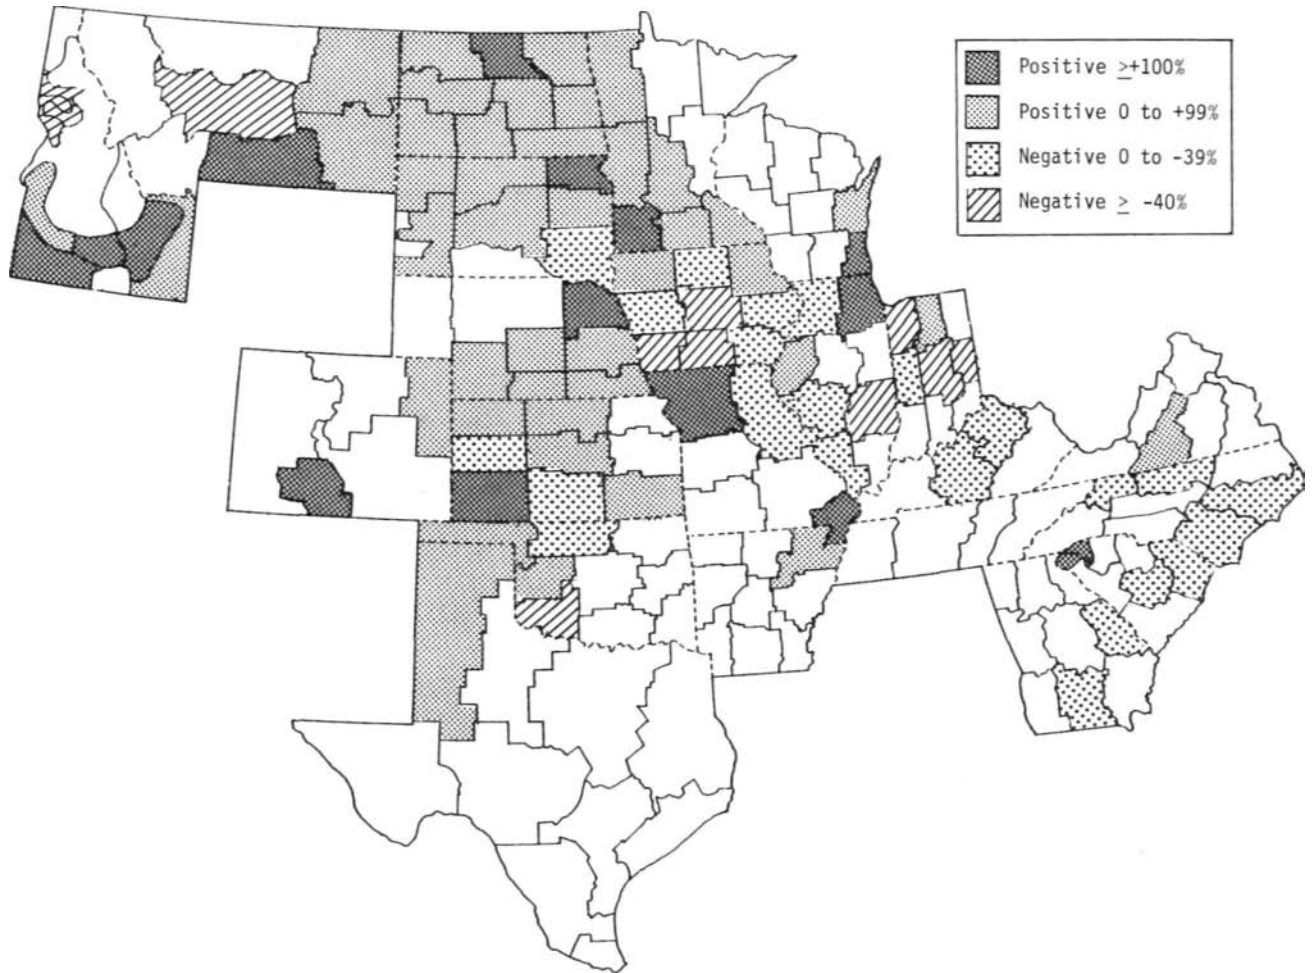 Positive ≥+100%
Positive 0 to +99%
Negative 0 to -39%
Negative ≥ -40%